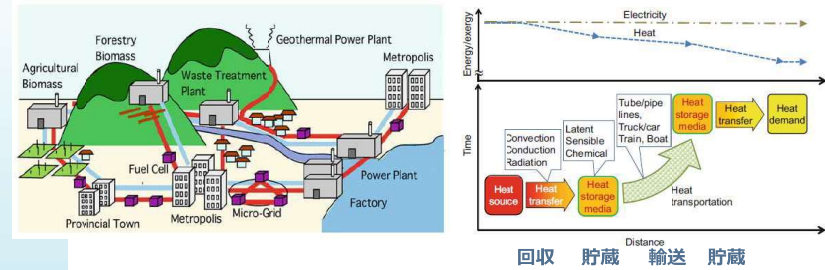 Forestry
Biomass
Geothermal Power Plant
Metropolis
Agricultural
Biomass
Waste Treatment
Plant
Fuel Cell
Power Plant
Factory
Provincial Town
Metropolis
Micro-Grid
Energy/exergy
Electricity
Heat
Time
Convection
Conduction
Radiation
Latent
Sensible
Chemical
Tube/pipe
lines,
Truck/car
Train, Boat
Heat
storage
media
Heat
transfer
Heat
demand
Heat
souce
Heat
transfer
Heat
storage
media
Heat
transportation
Distance
回収 貯蔵 輸送 貯蔵